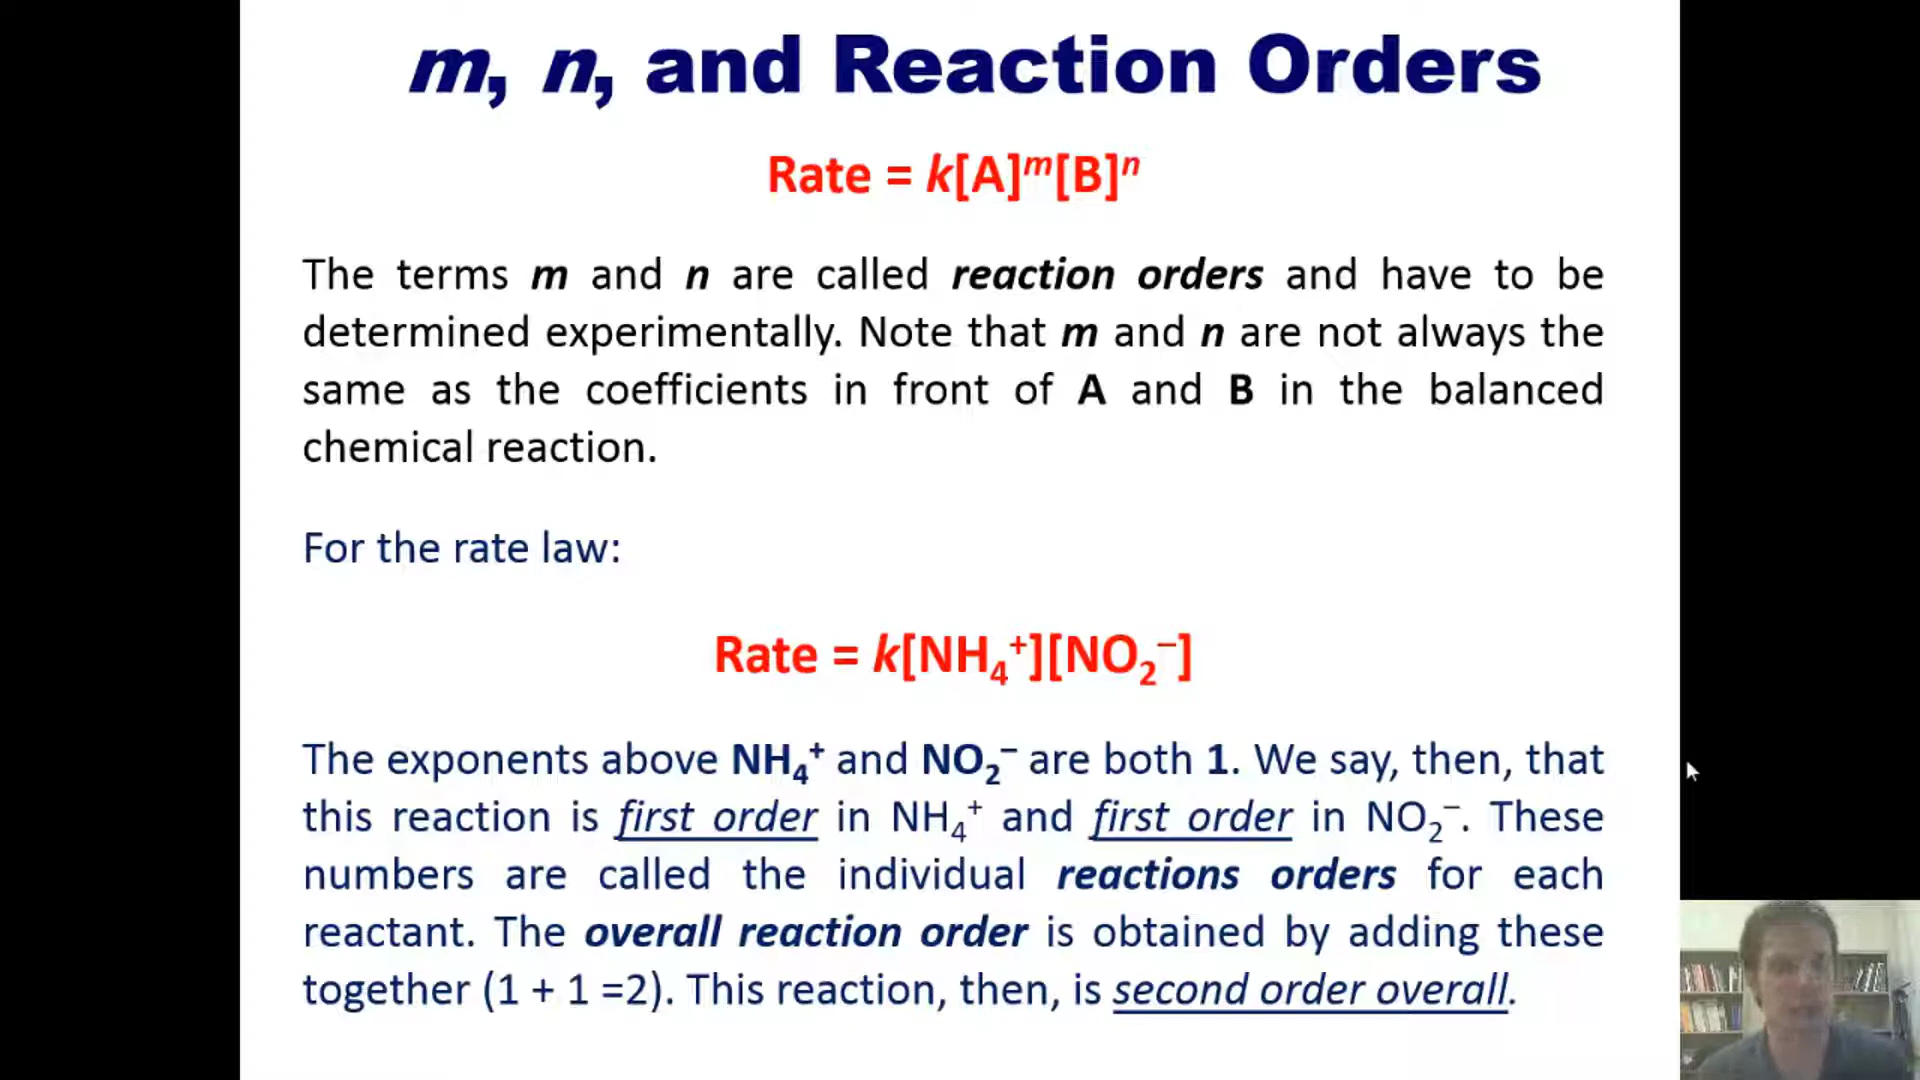 m, n, and Reaction Orders
Rate = k[A]ᵐ[B]ⁿ
The terms m and n are called reaction orders and have to be
determined experimentally. Note that m and n are not always the
same as the coefficients in front of A and B in the balanced
chemical reaction.
For the rate law:
Rate = k[NH₄⁺][NO₂⁻]
The exponents above NH₄⁺ and NO₂⁻ are both 1. We say, then, that
this reaction is first order in NH₄⁺ and first order in NO₂⁻. These
numbers are called the individual reactions orders for each
reactant. The overall reaction order is obtained by adding these
together (1 + 1 =2). This reaction, then, is second order overall.